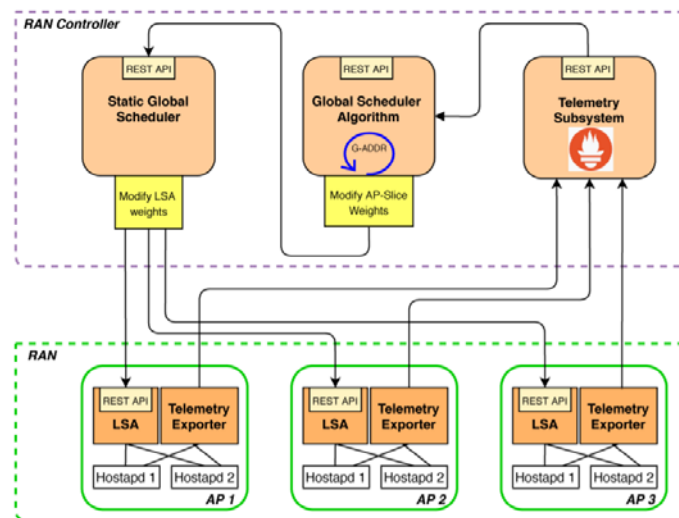 RAN Controller
REST API
Static Global
Scheduler
Modify LSA
weights
REST API
Global Scheduler
Algorithm
G-ADDR
Modify AP-Slice
Weights
REST API
Telemetry
Subsystem
RAN
REST API
LSA
Telemetry
Exporter
Hostapd 1
Hostapd 2
AP 1
REST API
LSA
Telemetry
Exporter
Hostapd 1
Hostapd 2
AP 2
REST API
LSA
Telemetry
Exporter
Hostapd 1
Hostapd 2
AP 3